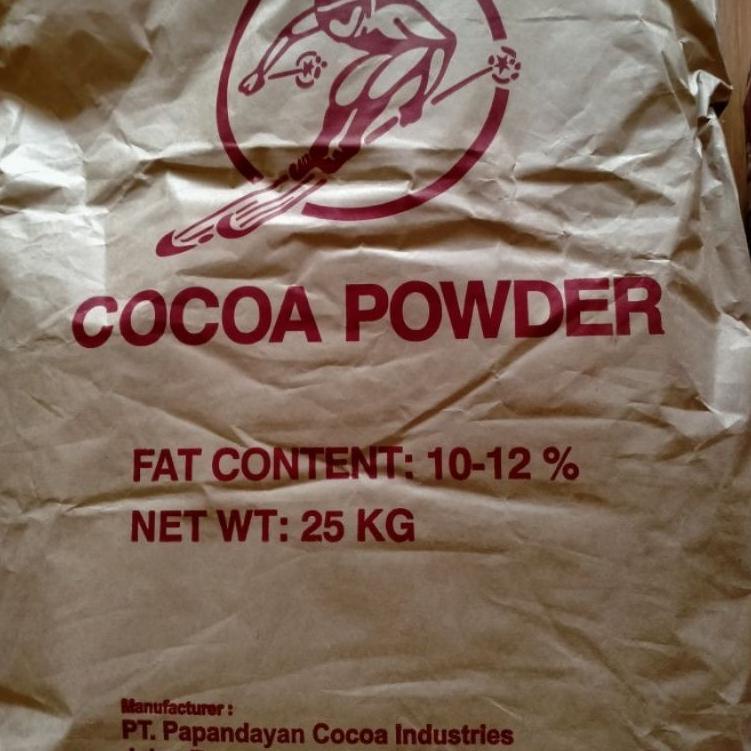 COCOA POWDER
FAT CONTENT: 10-12 %
NET WT: 25 KG
Manufacturer :
PT. Papandayan Cocoa Industries